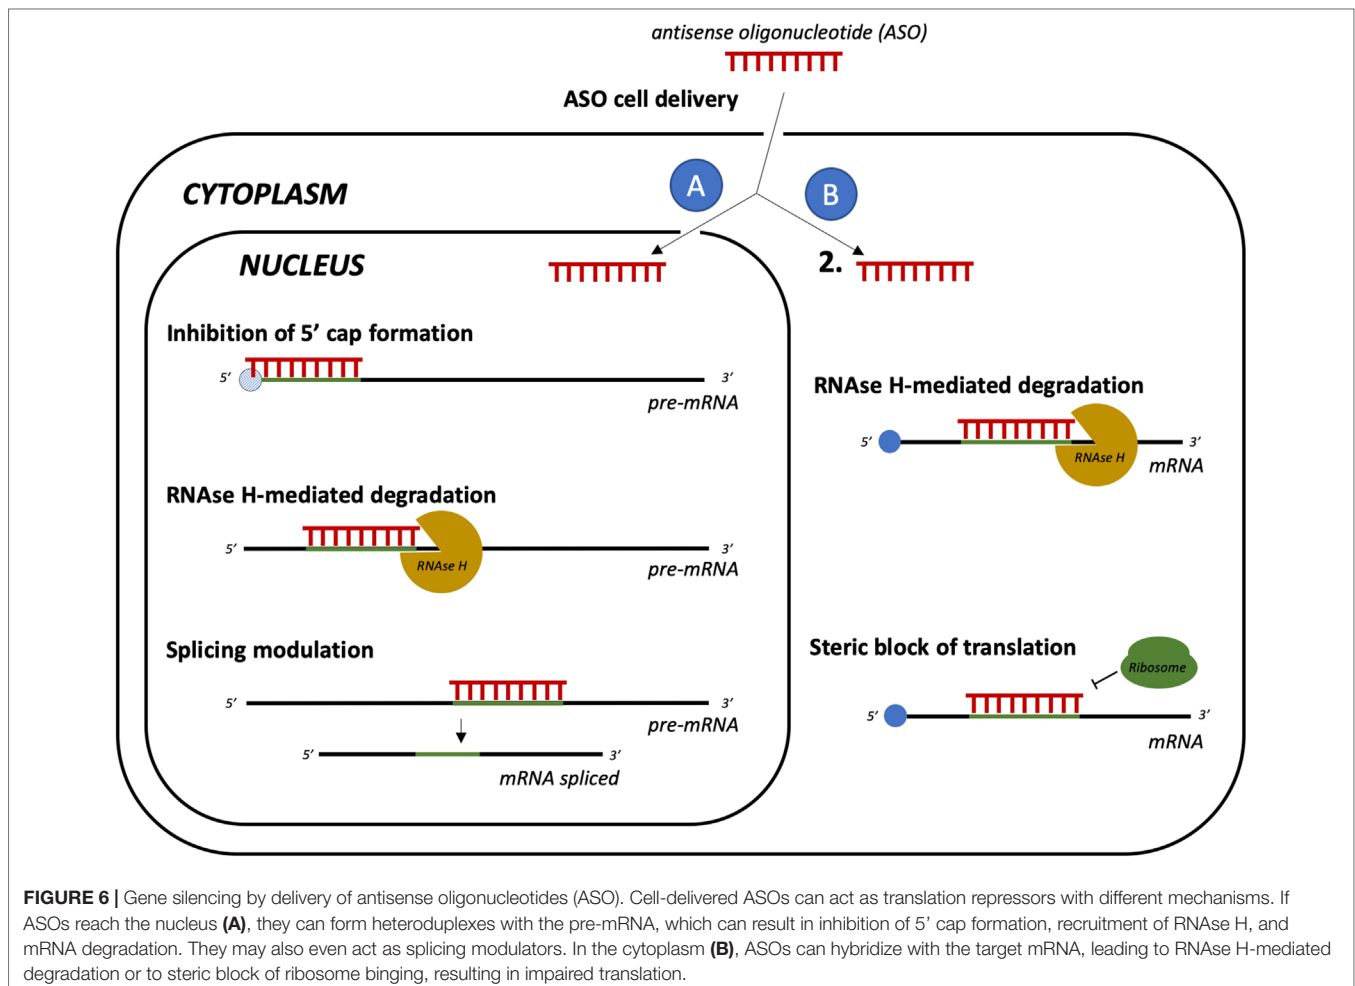 antisense oligonucleotide (ASO)
ASO cell delivery
A
B
CYTOPLASM
NUCLEUS
2.
Inhibition of 5’ cap formation
5’
3’
pre-mRNA
RNAse H-mediated degradation
5’
3’
RNAse H
pre-mRNA
Splicing modulation
5’
3’
pre-mRNA
5’
3’
mRNA spliced
RNAse H-mediated degradation
5’
3’
RNAse H
mRNA
Steric block of translation
Ribosome
5’
3’
mRNA
FIGURE 6 | Gene silencing by delivery of antisense oligonucleotides (ASO). Cell-delivered ASOs can act as translation repressors with different mechanisms. If
ASOs reach the nucleus (A), they can form heteroduplexes with the pre-mRNA, which can result in inhibition of 5’ cap formation, recruitment of RNAse H, and
mRNA degradation. They may also even act as splicing modulators. In the cytoplasm (B), ASOs can hybridize with the target mRNA, leading to RNAse H-mediated
degradation or to steric block of ribosome binging, resulting in impaired translation.